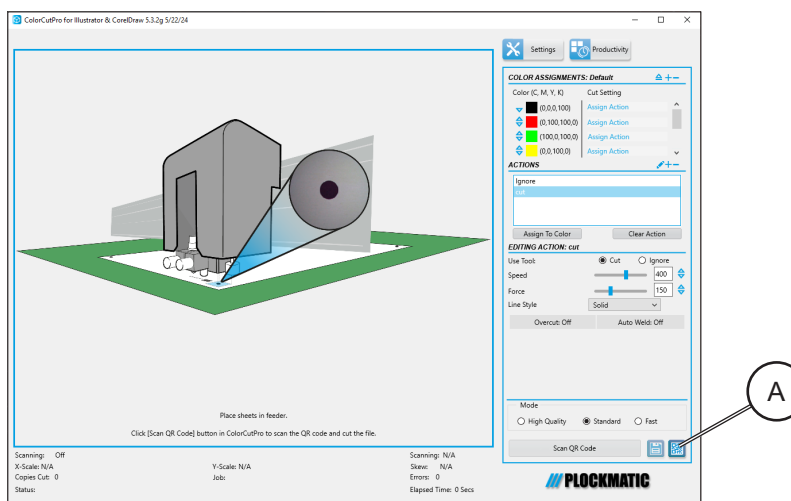 ColorCutPro for Illustrator & CorelDraw 5.3.2g 5/22/24
Settings
Productivity
COLOR ASSIGNMENTS: Default
Color (C, M, Y, K) Cut Setting
(0,0,0,100) Assign Action
(0,100,100,0) Assign Action
(100,0,100,0) Assign Action
(0,0,100,0) Assign Action
ACTIONS
Ignore
cut
Assign To Color Clear Action
EDITING ACTION: cut
Use Tool: Cut Ignore
Speed 400
Force 150
Line Style Solid
Overcut: Off Auto Weld: Off
A
Mode
High Quality Standard Fast
Scan QR Code
Place sheets in feeder.
Click [Scan QR Code] button in ColorCutPro to scan the QR code and cut the file.
Scanning: Off Scanning: N/A
X-Scale: N/A Y-Scale: N/A Skew: N/A
Copies Cut: 0 Job: Errors: 0
Status: Elapsed Time: 0 Secs
PLOCKMATIC